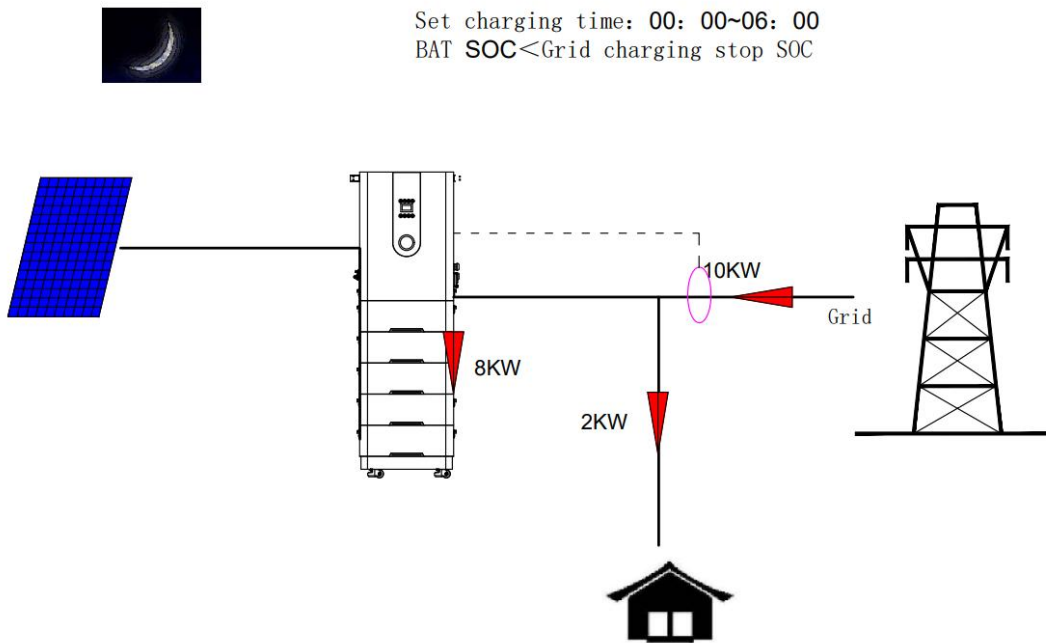 Set charging time: 00: 00~06: 00
BAT SOC<Grid charging stop SOC
10KW
Grid
8KW
2KW